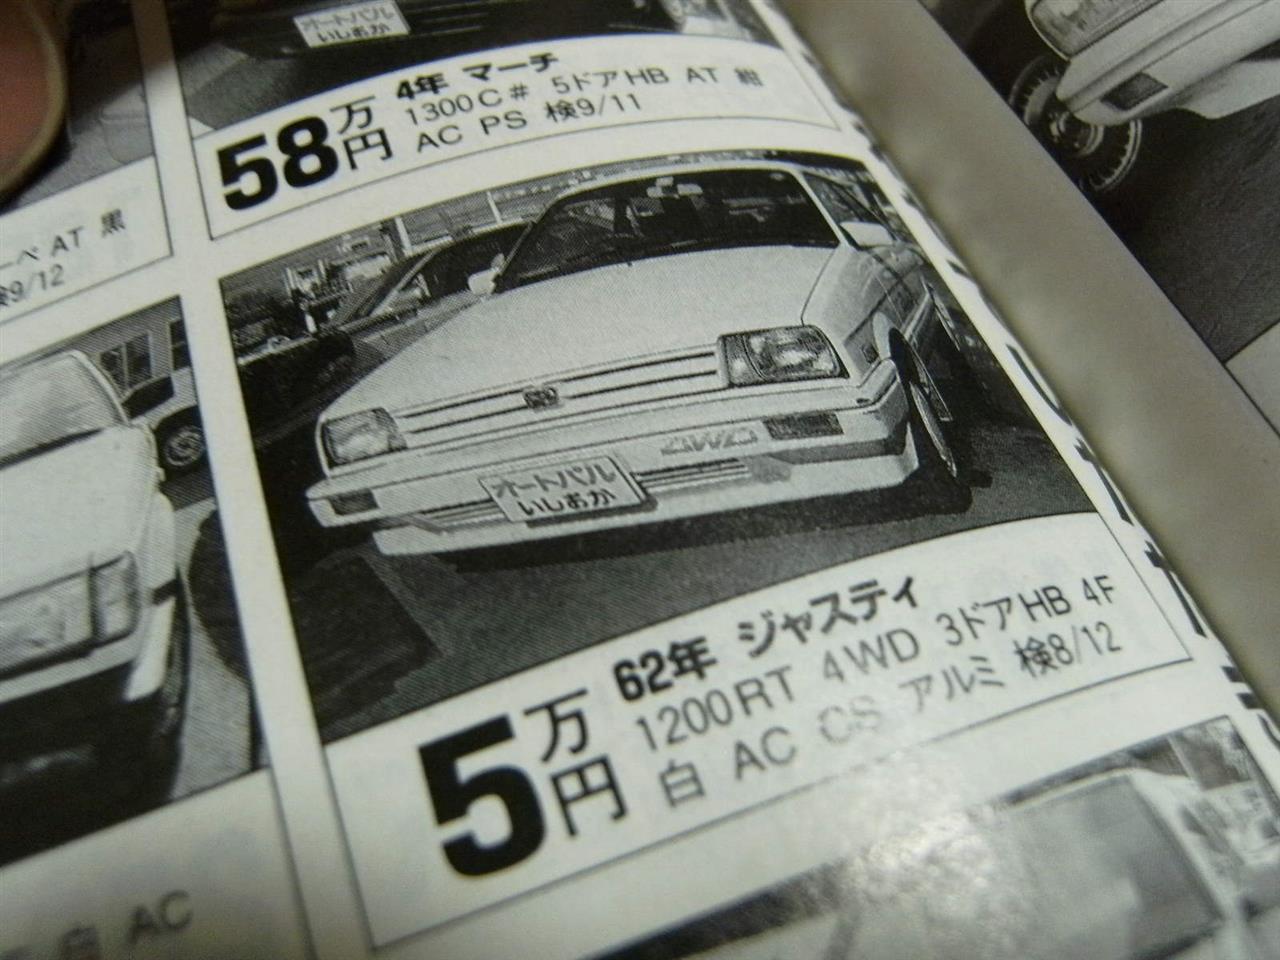 オートパル
いしおか
58万円
4年 マーチ
1300C# 5ドアHB AT 紺
AC PS 検9/11
ーペ AT 黒
検9/12
4WD
オートパル
いしおか
5万円
62年 ジャスティ
1200RT 4WD 3ドアHB 4F
白 AC CS アルミ 検8/12
白 AC